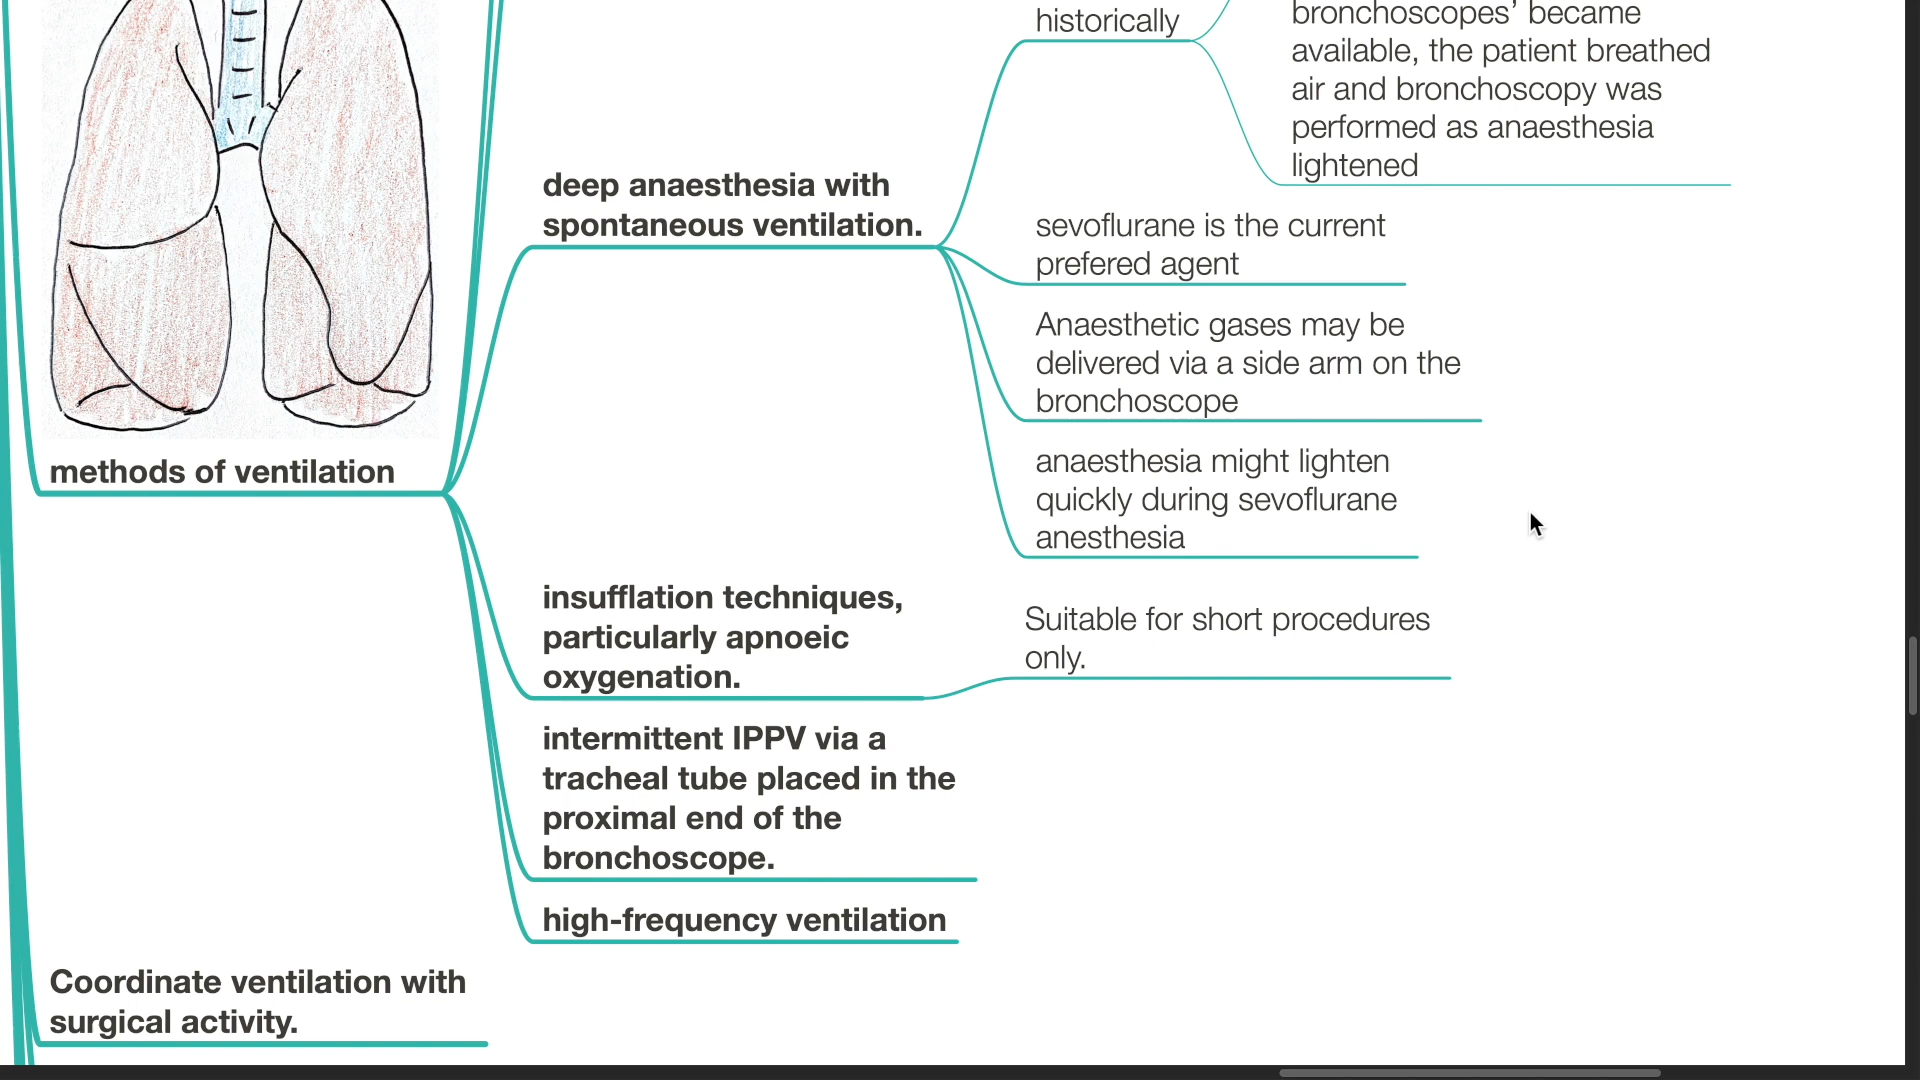 historically
bronchoscopes’ became
available, the patient breathed
air and bronchoscopy was
performed as anaesthesia
lightened
deep anaesthesia with
spontaneous ventilation.
sevoflurane is the current
prefered agent
Anaesthetic gases may be
delivered via a side arm on the
bronchoscope
anaesthesia might lighten
quickly during sevoflurane
anesthesia
methods of ventilation
insufflation techniques,
particularly apnoeic
oxygenation.
Suitable for short procedures
only.
intermittent IPPV via a
tracheal tube placed in the
proximal end of the
bronchoscope.
high-frequency ventilation
Coordinate ventilation with
surgical activity.